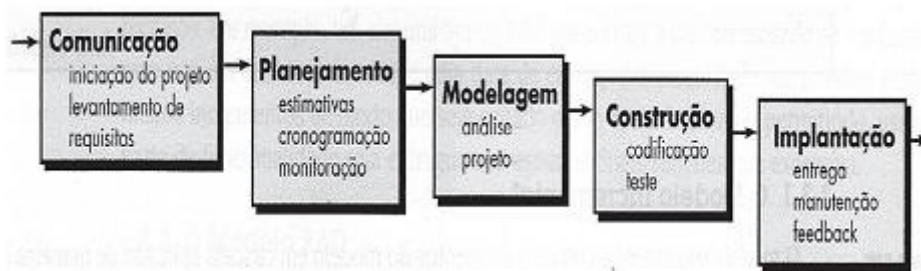 Comunicação
iniciação do projeto
levantamento de
requisitos
Planejamento
estimativas
cronogramação
monitoração
Modelagem
análise
projeto
Construção
codificação
teste
Implantação
entrega
manutenção
feedback